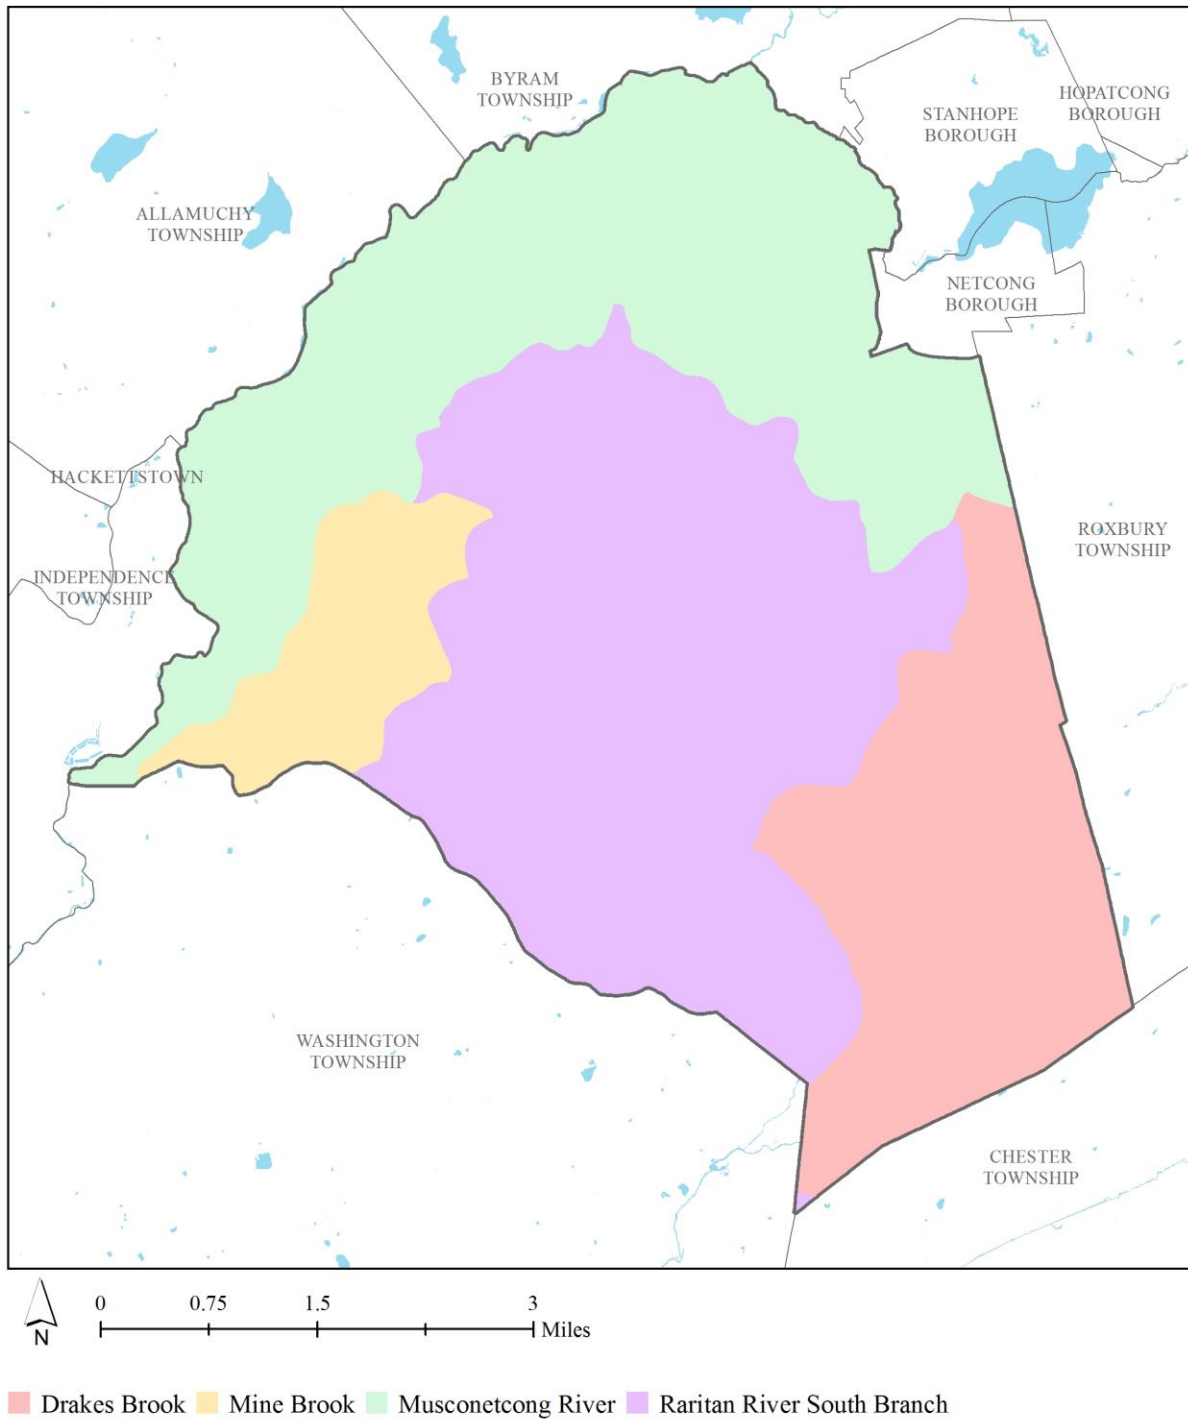 BYRAM
TOWNSHIP
HOPATCONG
BOROUGH
STANHOPE
BOROUGH
ALLAMUCHY
TOWNSHIP
NETCONG
BOROUGH
HACKETTSTOWN
ROXBURY
TOWNSHIP
INDEPENDENCE
TOWNSHIP
WASHINGTON
TOWNSHIP
CHESTER
TOWNSHIP
N
0 0.75 1.5 3
Miles
Drakes Brook Mine Brook Musconetcong River Raritan River South Branch